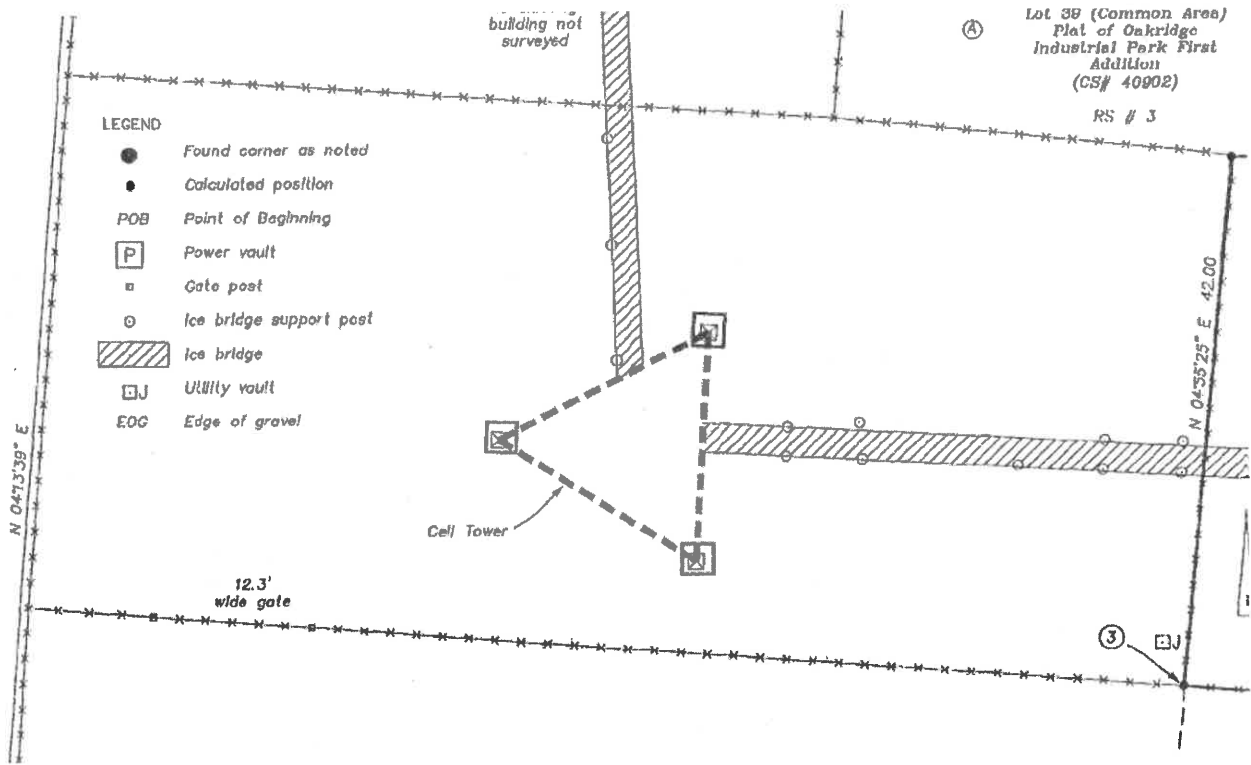 building not
surveyed
Ⓐ
Lot 39 (Common Area)
Plat of Oakridge
Industrial Park First
Addition
(CS# 40902)
RS # 3
LEGEND
Found corner as noted
Calculated position
POB Point of Beginning
P Power vault
Gate post
Ice bridge support post
Ice bridge
J Utility vault
EOG Edge of gravel
N 04°13'39" E
N 04°55'25" E 42.00
Cell Tower
12.3'
wide gate
③
J